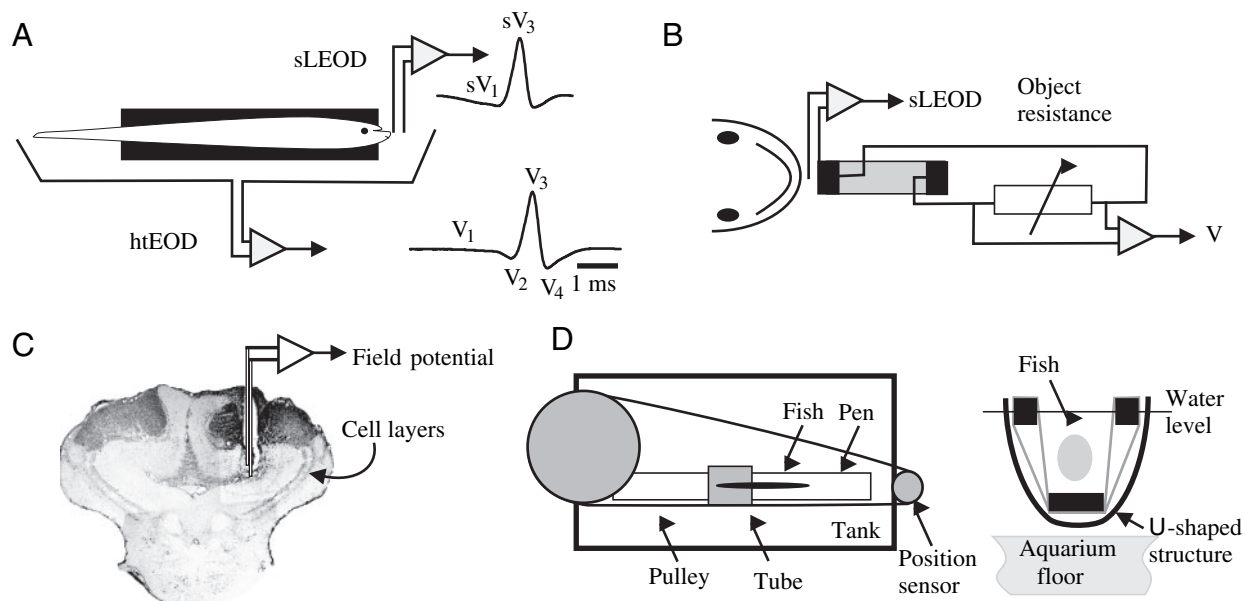 A
sLEOD
sV3
sV1
htEOD
V3
V1
V2
V4
1 ms
B
sLEOD
Object
resistance
V
C
Field potential
Cell layers
D
Fish
Pen
Tank
Pulley
Tube
Position
sensor
Fish
Water
level
U-shaped
structure
Aquarium
floor